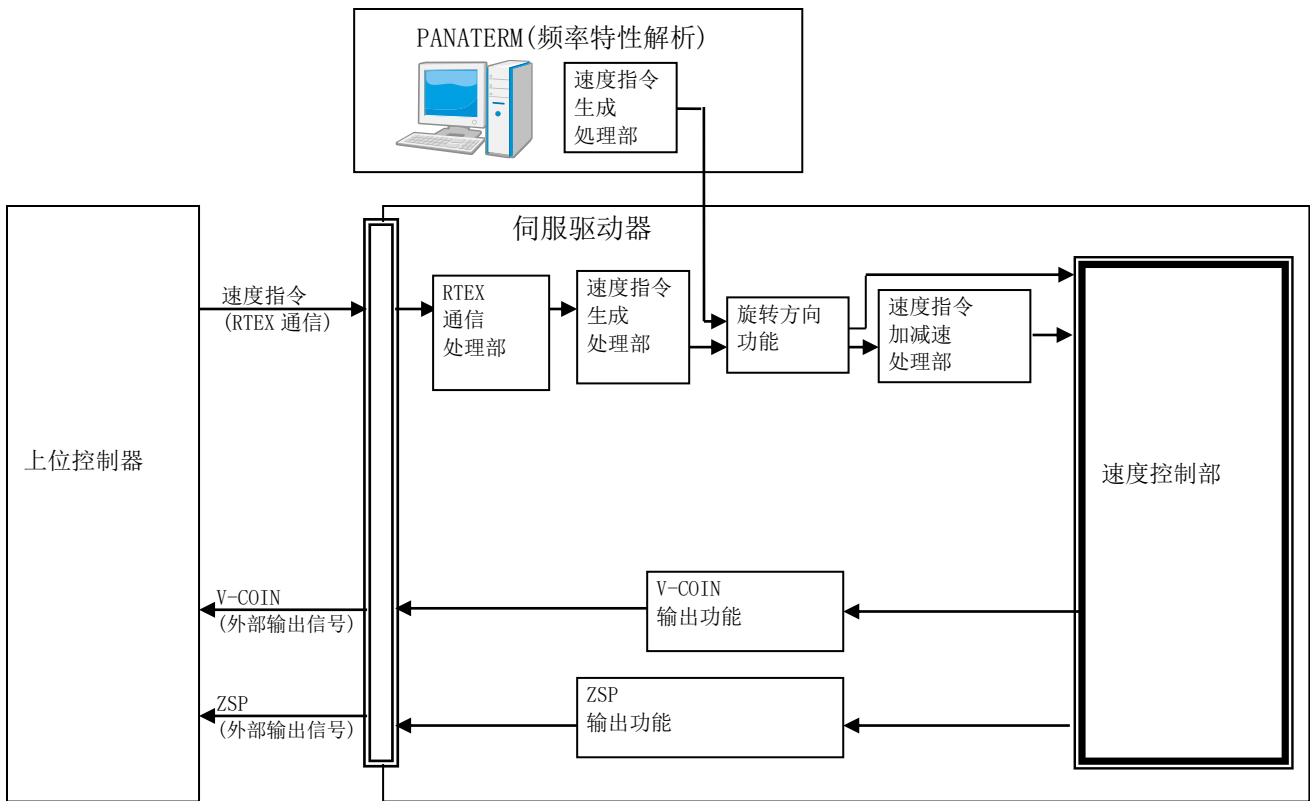 PANATERM(频率特性解析)
速度指令
生成
処理部
伺服驱动器
速度指令
(RTEX 通信)
RTEX
通信
处理部
速度指令
生成
处理部
旋转方向
功能
速度指令
加减速
处理部
上位控制器
速度控制部
V-COIN
(外部输出信号)
V-COIN
输出功能
ZSP
(外部输出信号)
ZSP
输出功能